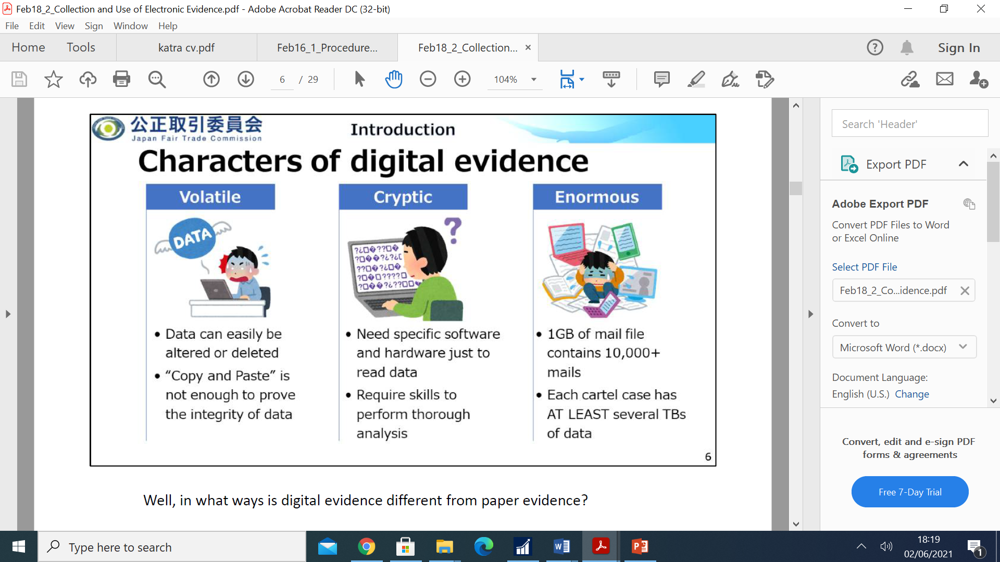 Feb18_2_Collection and Use of Electronic Evidence.pdf - Adobe Acrobat Reader DC (32-bit)
File Edit View Sign Window Help
Home Tools katra cv.pdf Feb16_1_Procedure... Feb18_2_Collection... Sign In
6 / 29 104%
公正取引委員会
Japan Fair Trade Commission
Introduction
Characters of digital evidence
Volatile
DATA
• Data can easily be
altered or deleted
• “Copy and Paste” is
not enough to prove
the integrity of data
Cryptic
• Need specific software
and hardware just to
read data
• Require skills to
perform thorough
analysis
Enormous
• 1GB of mail file
contains 10,000+
mails
• Each cartel case has
AT LEAST several TBs
of data
6
Well, in what ways is digital evidence different from paper evidence?
Search 'Header'
Export PDF
Adobe Export PDF
Convert PDF Files to Word
or Excel Online
Select PDF File
Feb18_2_Co...idence.pdf
Convert to
Microsoft Word (*.docx)
Document Language:
English (U.S.) Change
Convert, edit and e-sign PDF
forms & agreements
Free 7-Day Trial
Type here to search
18:19
02/06/2021
1